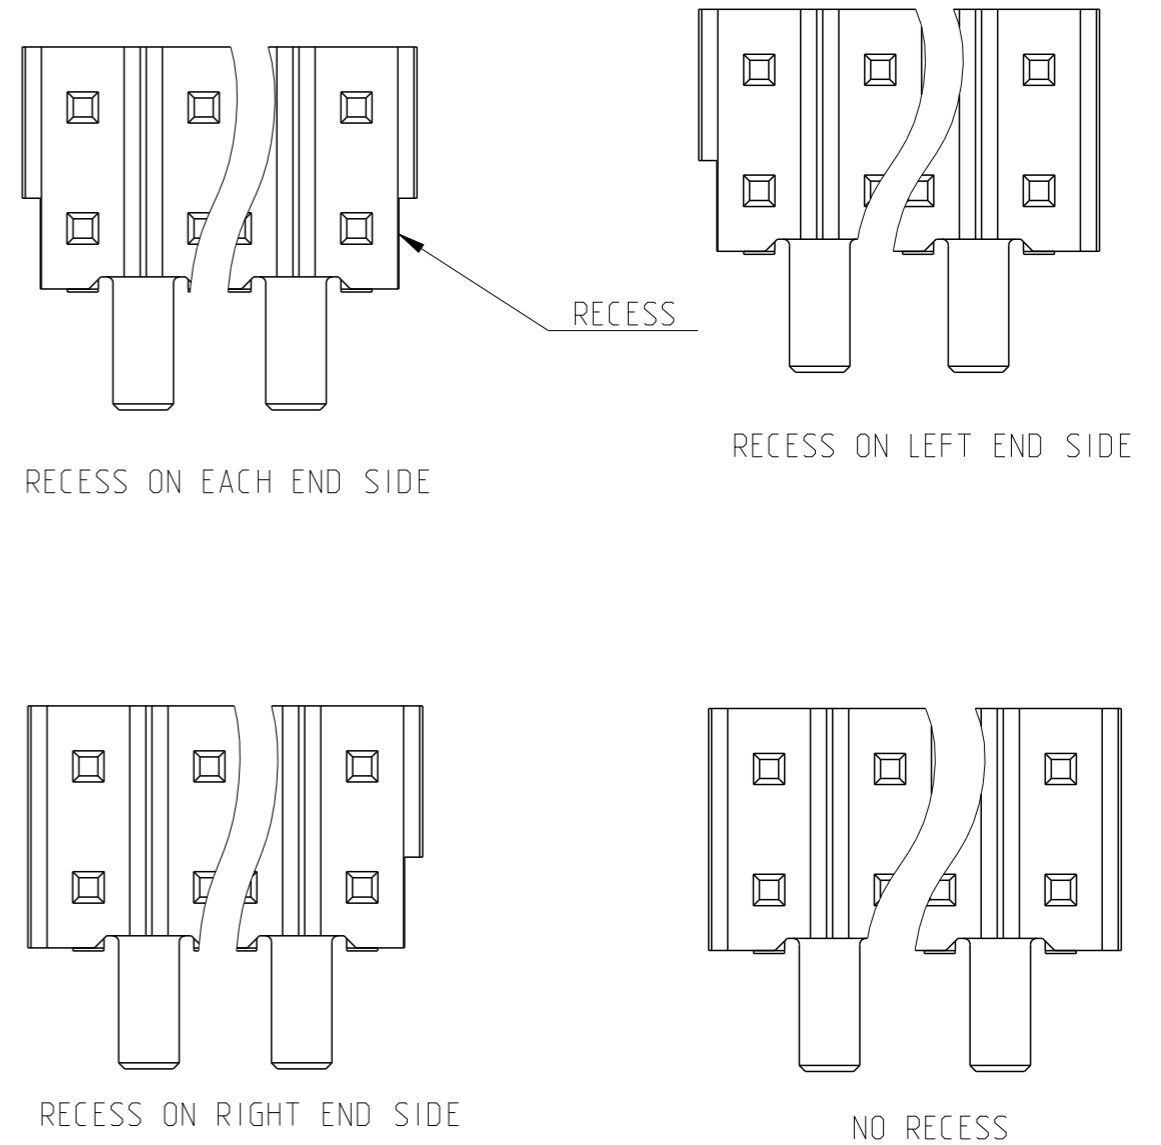 RECESS
RECESS ON LEFT END SIDE
RECESS ON EACH END SIDE
RECESS ON RIGHT END SIDE
NO RECESS